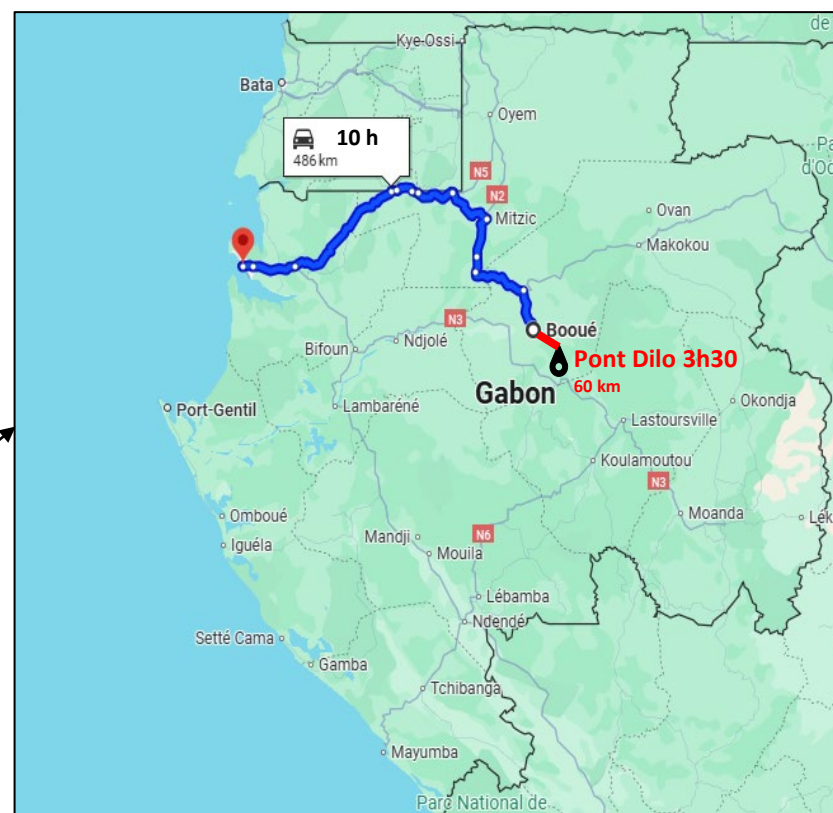 de
Kye-Ossi
Bata
Oyem
10 h
486 km
Pa
d'Od
N5
N2
Mitzic
Ovan
Makokou
Booué
N3
Ndjolé
Bifoun
Pont Dilo 3h30
60 km
Gabon
Okondja
Port-Gentil
Lambaréné
Lastoursville
Koulamoutou
N3
Moanda
Lék
Omboué
Iguéla
Mandji
N6
Mouila
Lébamba
Ndendé
Setté Cama
Gamba
Tchibanga
Mayumba
Parc National de